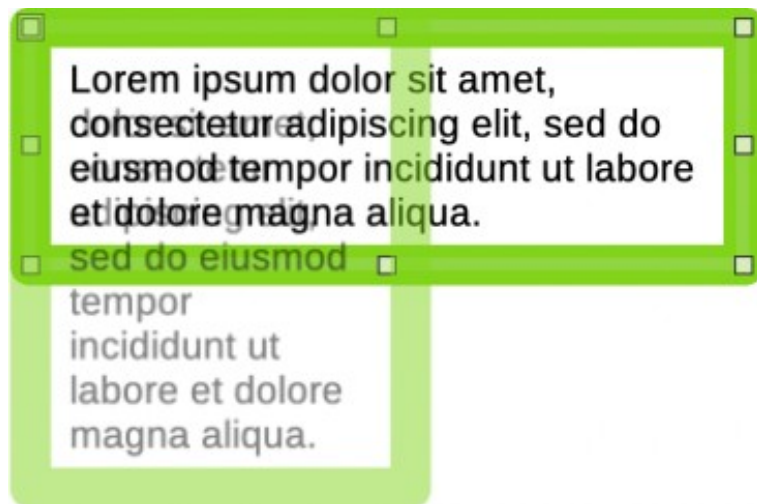 Lorem ipsum dolor sit amet,
consectetur adipiscing elit, sed do
eiusmod tempor incididunt ut labore
et dolore magna aliqua.
sed do eiusmod
tempor
incididunt ut
labore et dolore
magna aliqua.